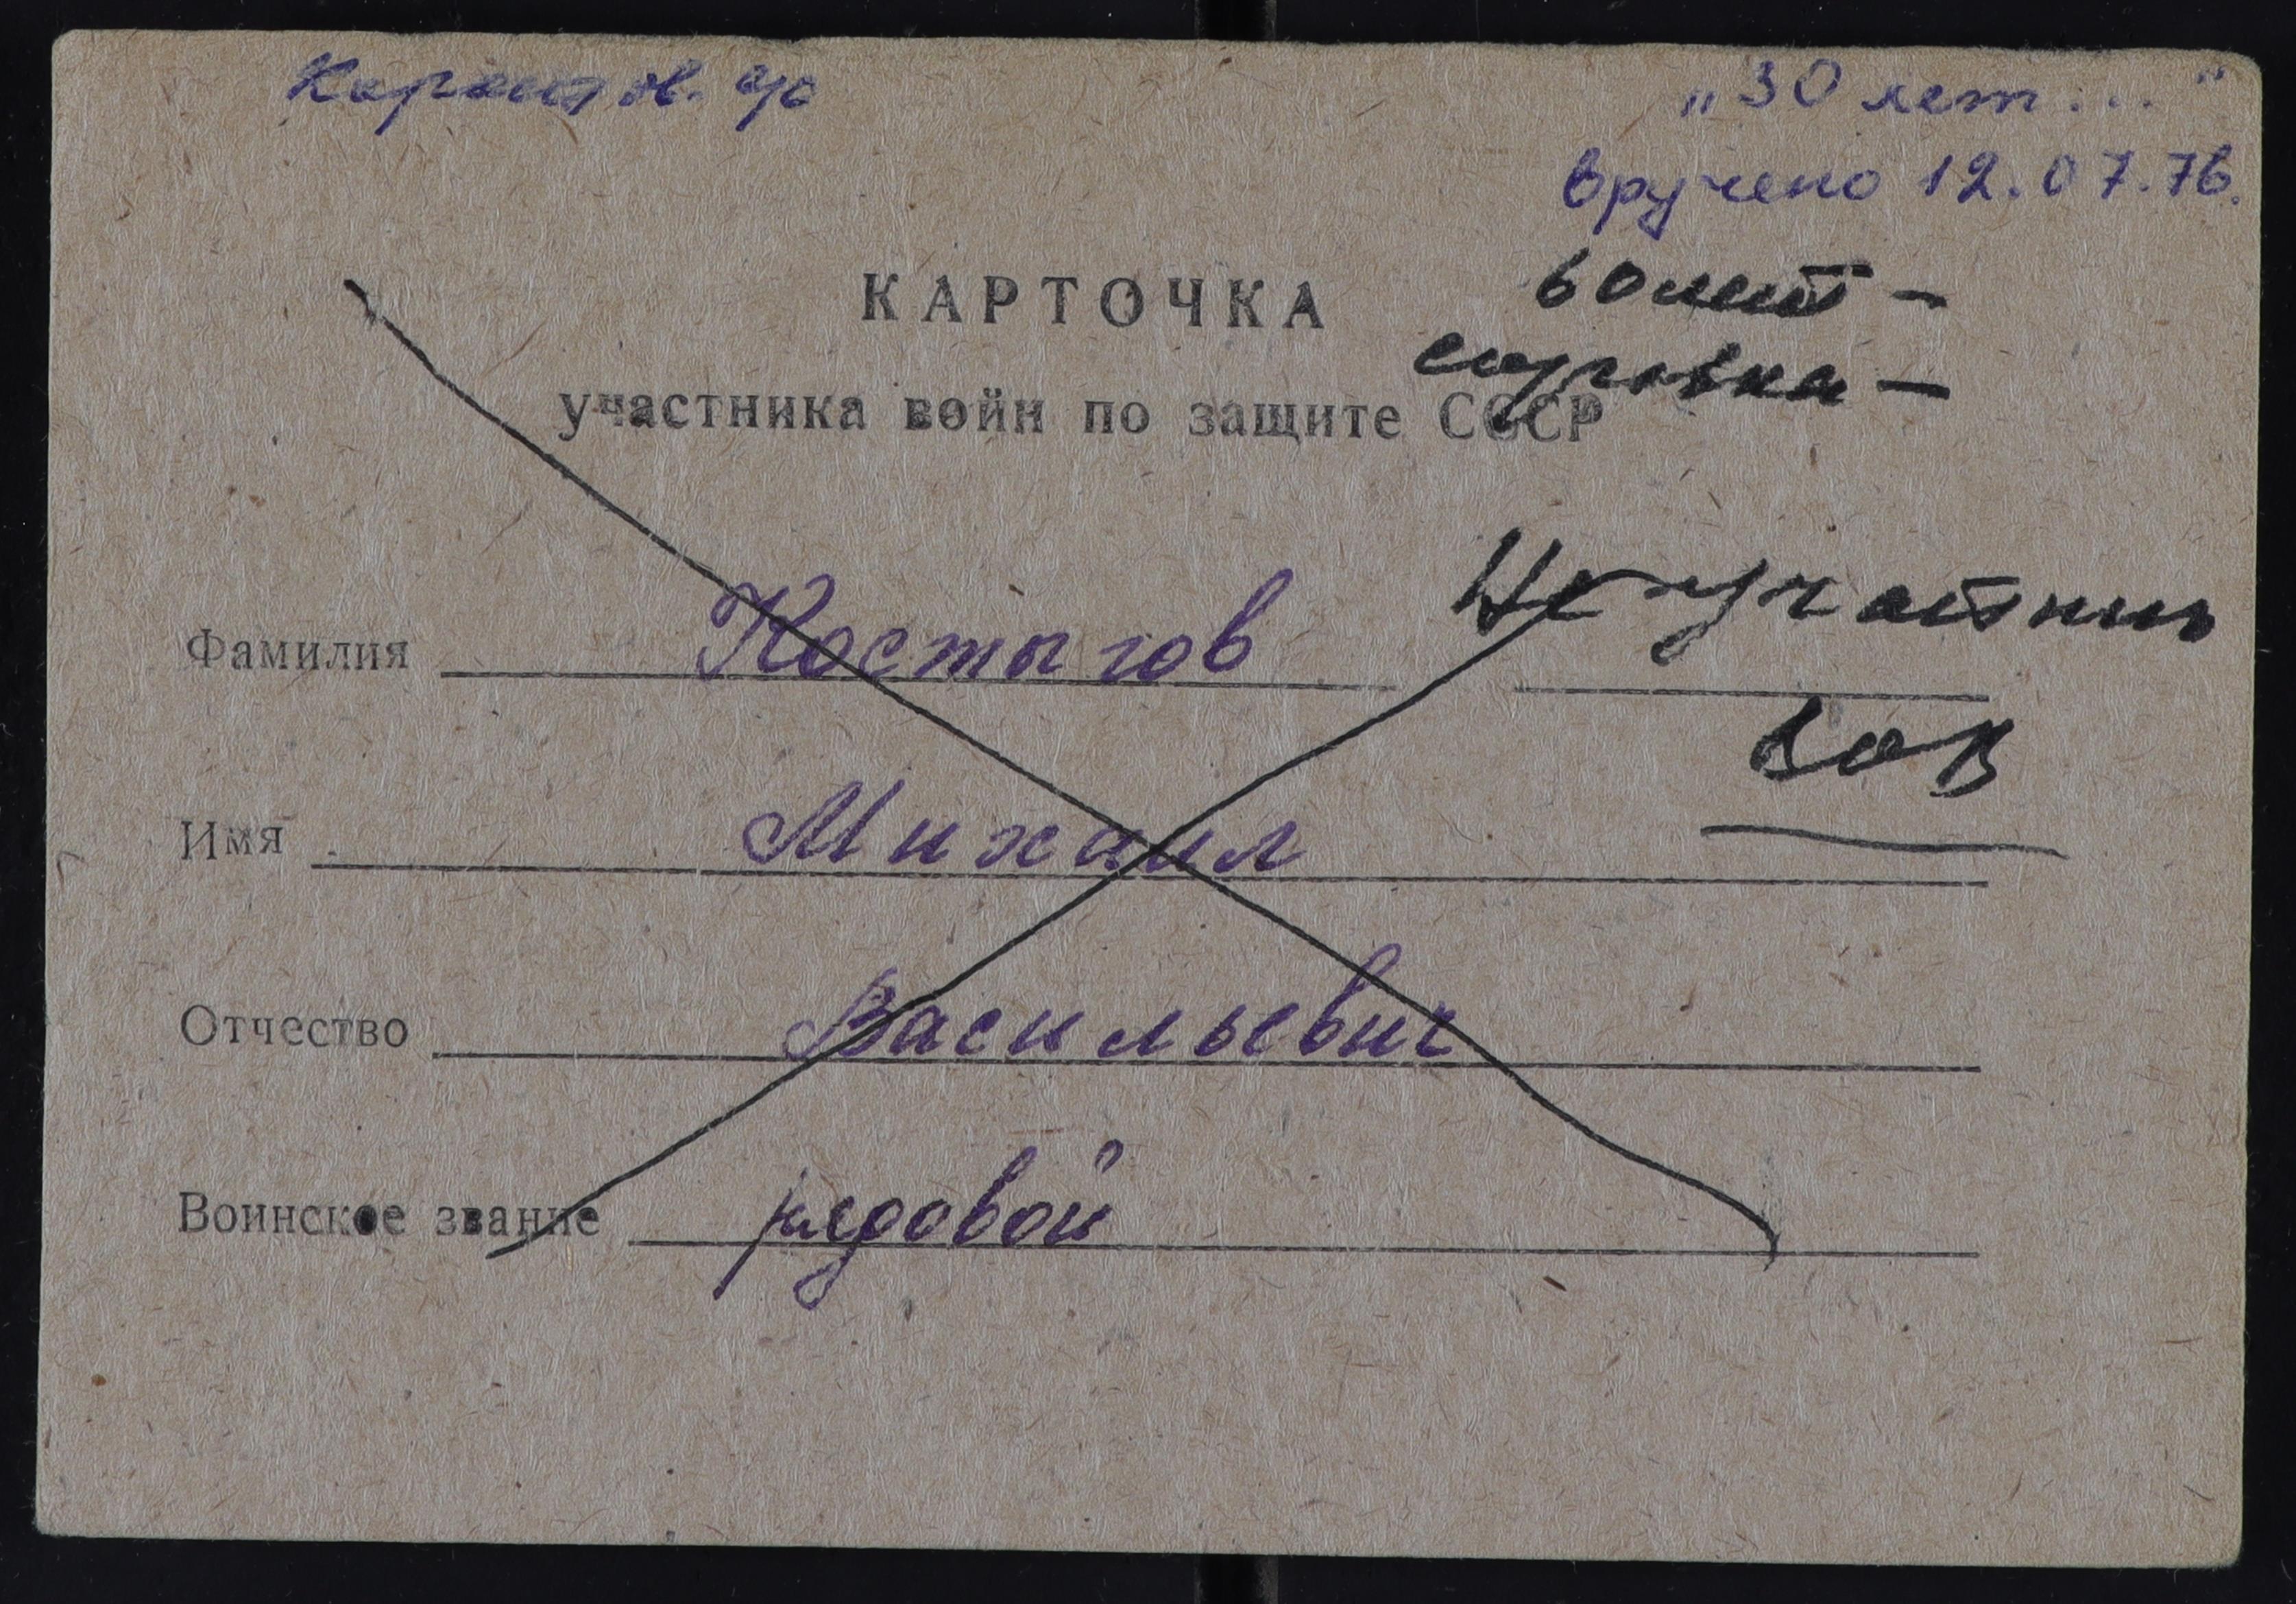 „30 лет..."
вручено 12.07.76.
КАРТОЧКА
60 лет -
справка -
участника войн по защите СССР
Фамилия Костыгов
Не участник
ВОВ
Имя Михаил
Отчество Васильевич
Воинское звание рядовой